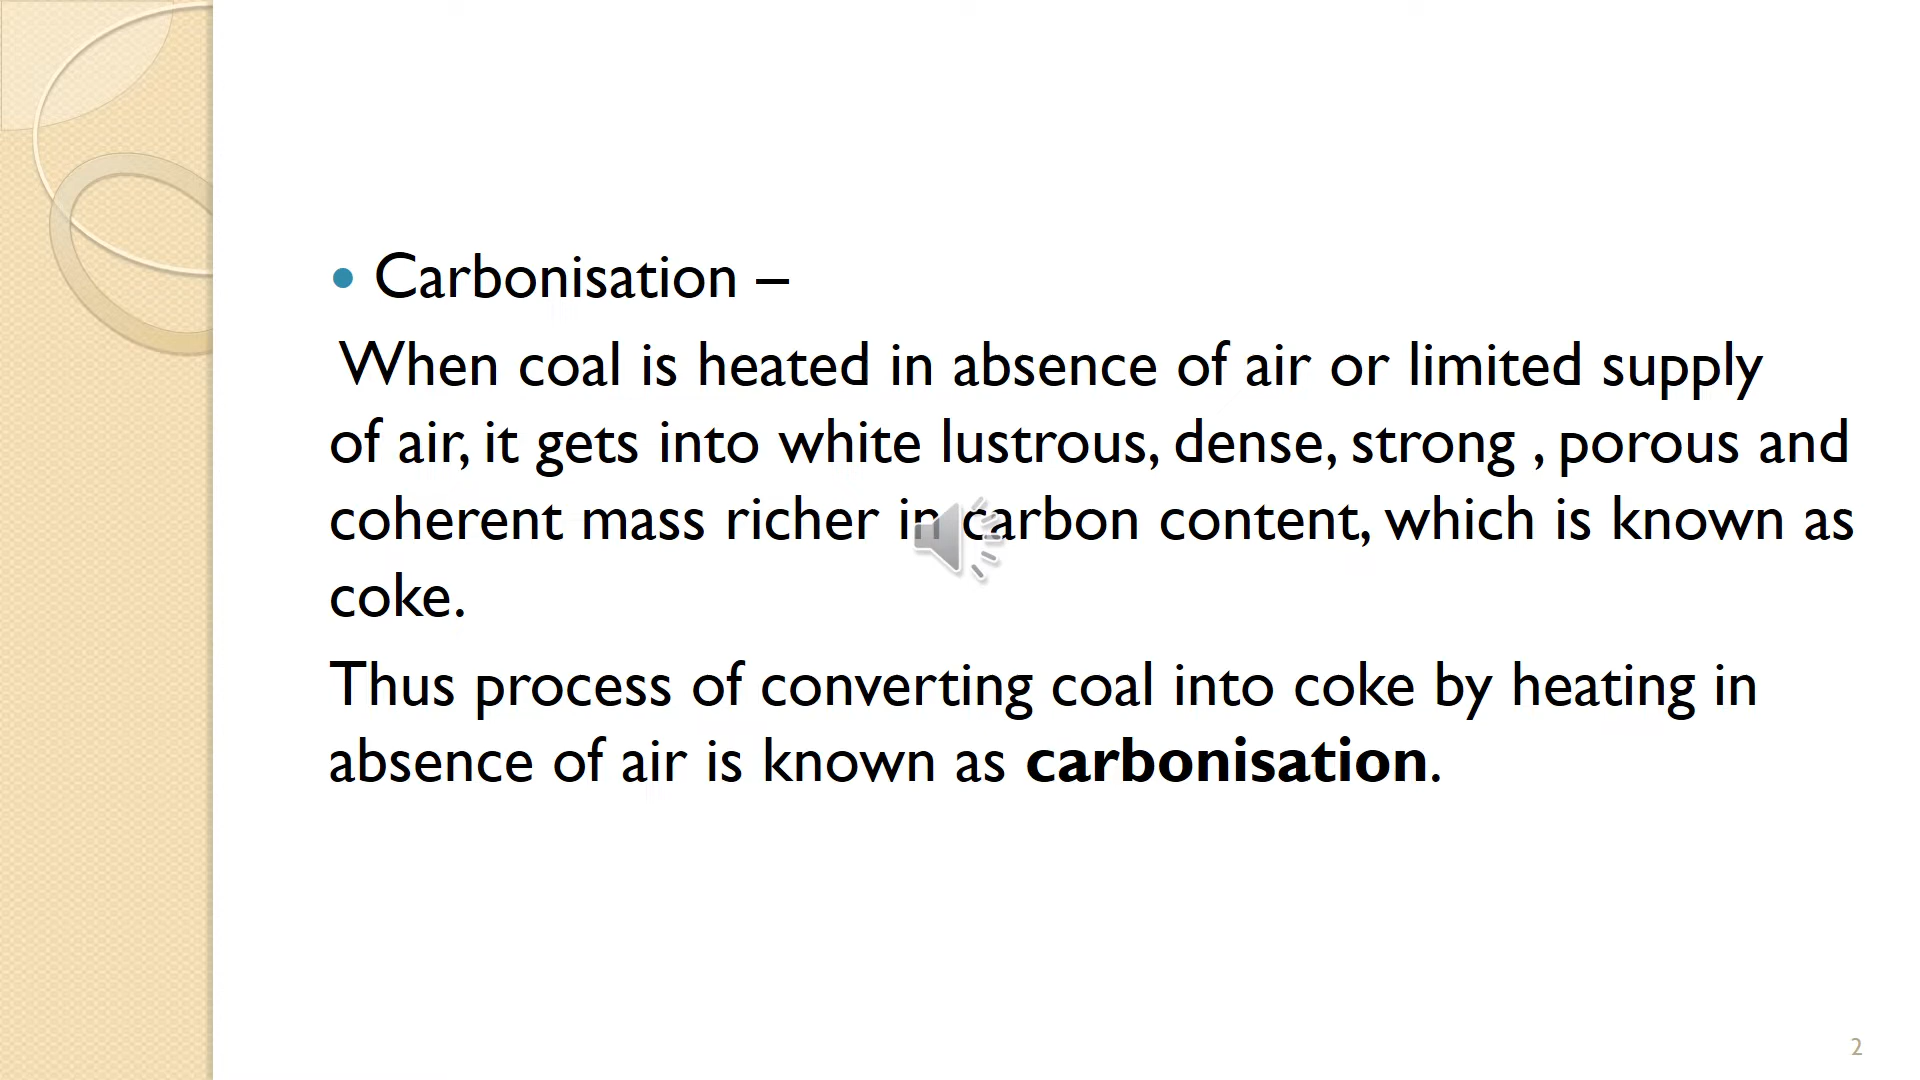 • Carbonisation –
When coal is heated in absence of air or limited supply
of air, it gets into white lustrous, dense, strong , porous and
coherent mass richer in carbon content, which is known as
coke.
Thus process of converting coal into coke by heating in
absence of air is known as carbonisation.
2